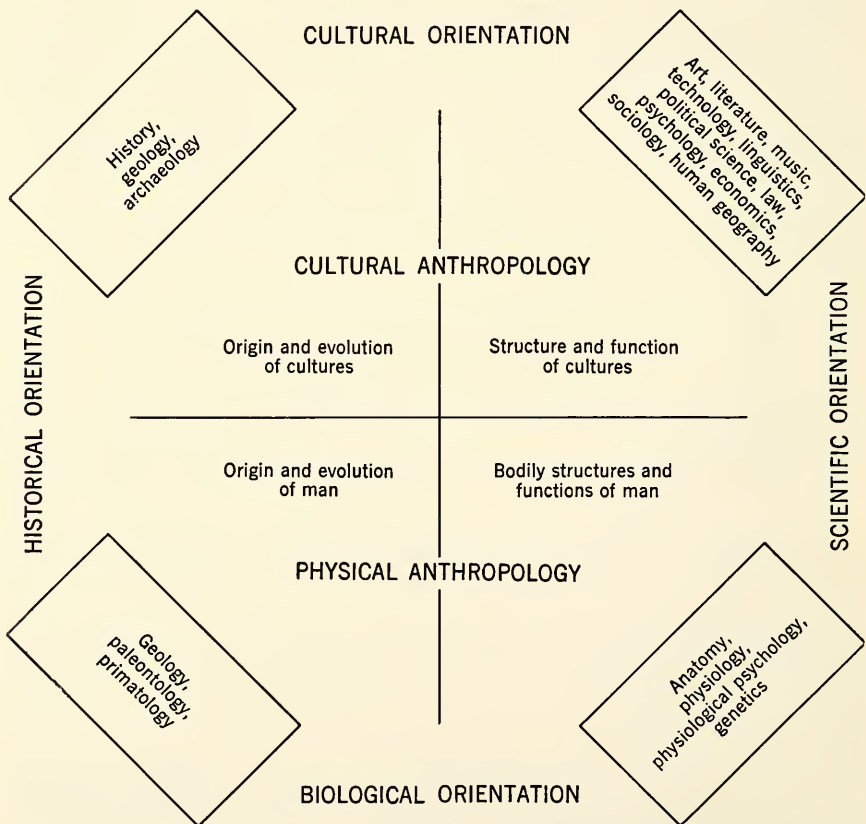 CULTURAL ORIENTATION
History,
geology,
archaeology
Art, literature, music,
technology, linguistics,
political science, law,
psychology, economics,
sociology, human geography
CULTURAL ANTHROPOLOGY
HISTORICAL ORIENTATION
SCIENTIFIC ORIENTATION
Origin and evolution
of cultures
Structure and function
of cultures
Origin and evolution
of man
Bodily structures and
functions of man
PHYSICAL ANTHROPOLOGY
Geology,
paleontology,
primatology
Anatomy,
physiology,
physiological psychology,
genetics
BIOLOGICAL ORIENTATION